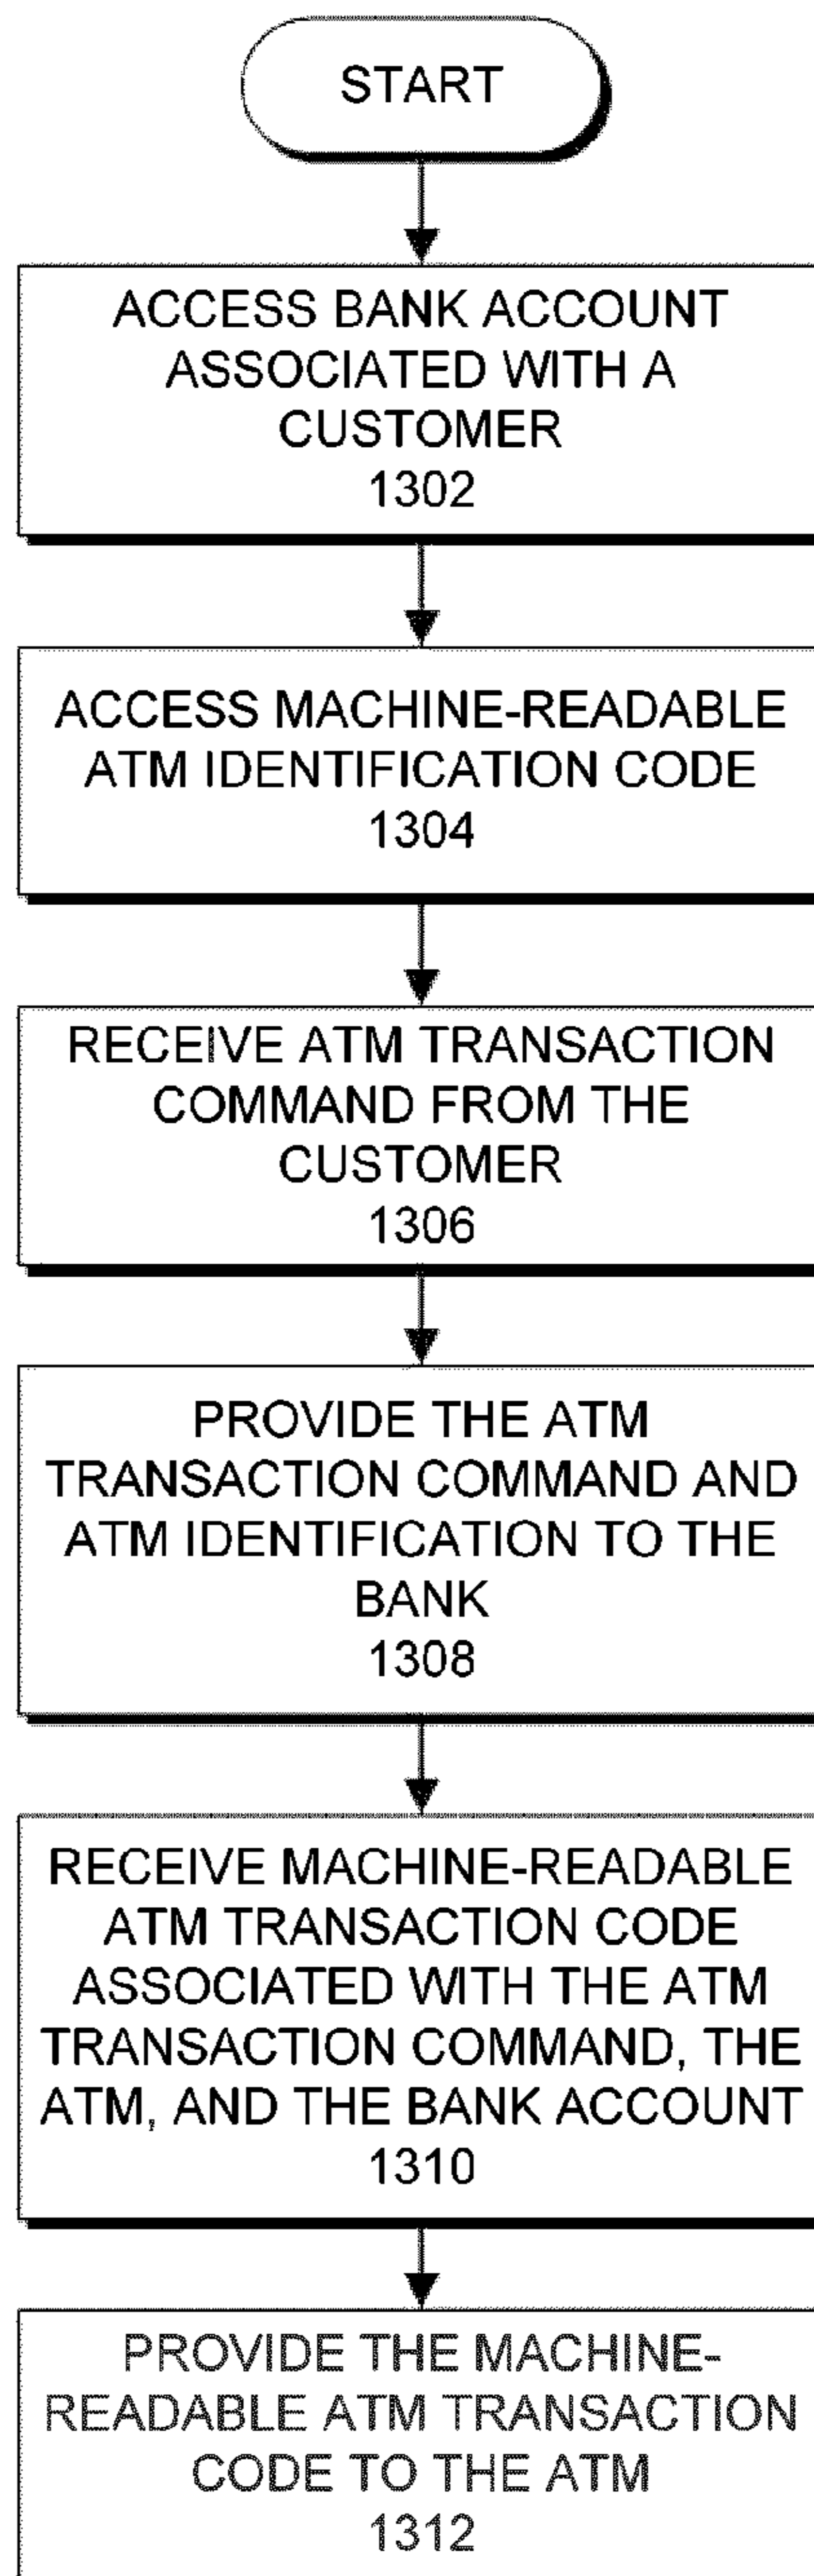 START
ACCESS BANK ACCOUNT
ASSOCIATED WITH A
CUSTOMER
1302
ACCESS MACHINE-READABLE
ATM IDENTIFICATION CODE
1304
RECEIVE ATM TRANSACTION
COMMAND FROM THE
CUSTOMER
1306
PROVIDE THE ATM
TRANSACTION COMMAND AND
ATM IDENTIFICATION TO THE
BANK
1308
RECEIVE MACHINE-READABLE
ATM TRANSACTION CODE
ASSOCIATED WITH THE ATM
TRANSACTION COMMAND, THE
ATM, AND THE BANK ACCOUNT
1310
PROVIDE THE MACHINE-
READABLE ATM TRANSACTION
CODE TO THE ATM
1312